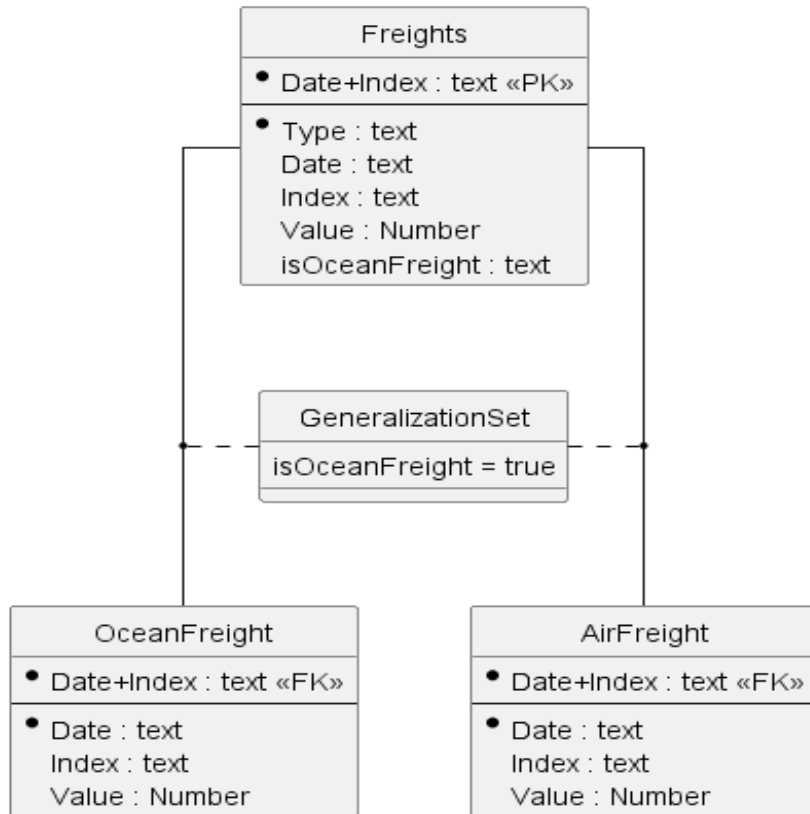 Freights
Date+Index : text «PK»
Type : text
Date : text
Index : text
Value : Number
isOceanFreight : text
GeneralizationSet
isOceanFreight = true
OceanFreight
Date+Index : text «FK»
Date : text
Index : text
Value : Number
AirFreight
Date+Index : text «FK»
Date : text
Index : text
Value : Number